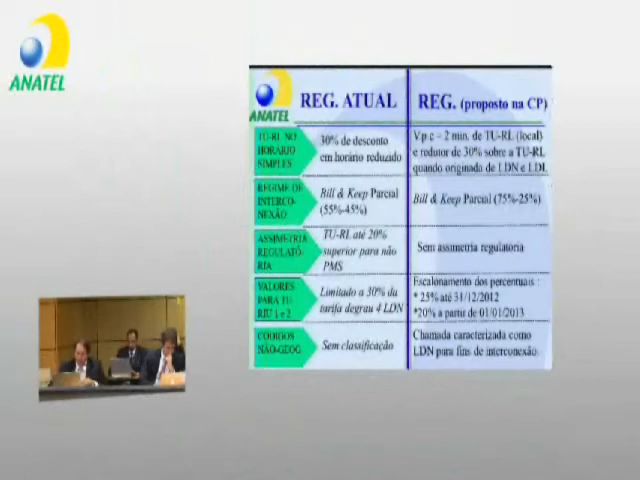 ANATEL
ANATEL
REG. ATUAL
REG. (proposto na CP)
TU-RL NO
HORÁRIO
SIMPLES
30% de desconto
em horário reduzido
V.p.c – 2 min. de TU-RL (local)
e redutor de 30% sobre a TU-RL
quando originada de LDN e LDI.
REGIME DE
INTERCO-
NEXÃO
Bill & Keep Parcial
(55%-45%)
Bill & Keep Parcial (75%-25%)
ASSIMETRIA
REGULATÓ-
RIA
TU-RL até 20%
superior para não
PMS
Sem assimetria regulatoria
VALORES
PARA TU-
RIU 1 e 2
Limitado a 30% da
tarifa degrau 4 LDN
Escalonamento dos percentuais :
* 25% até 31/12/2012
*20% a partir de 01/01/2013
CÓDIGOS
NÃO-GEOG
Sem classificação
Chamada caracterizada como
LDN para fins de interconexão.